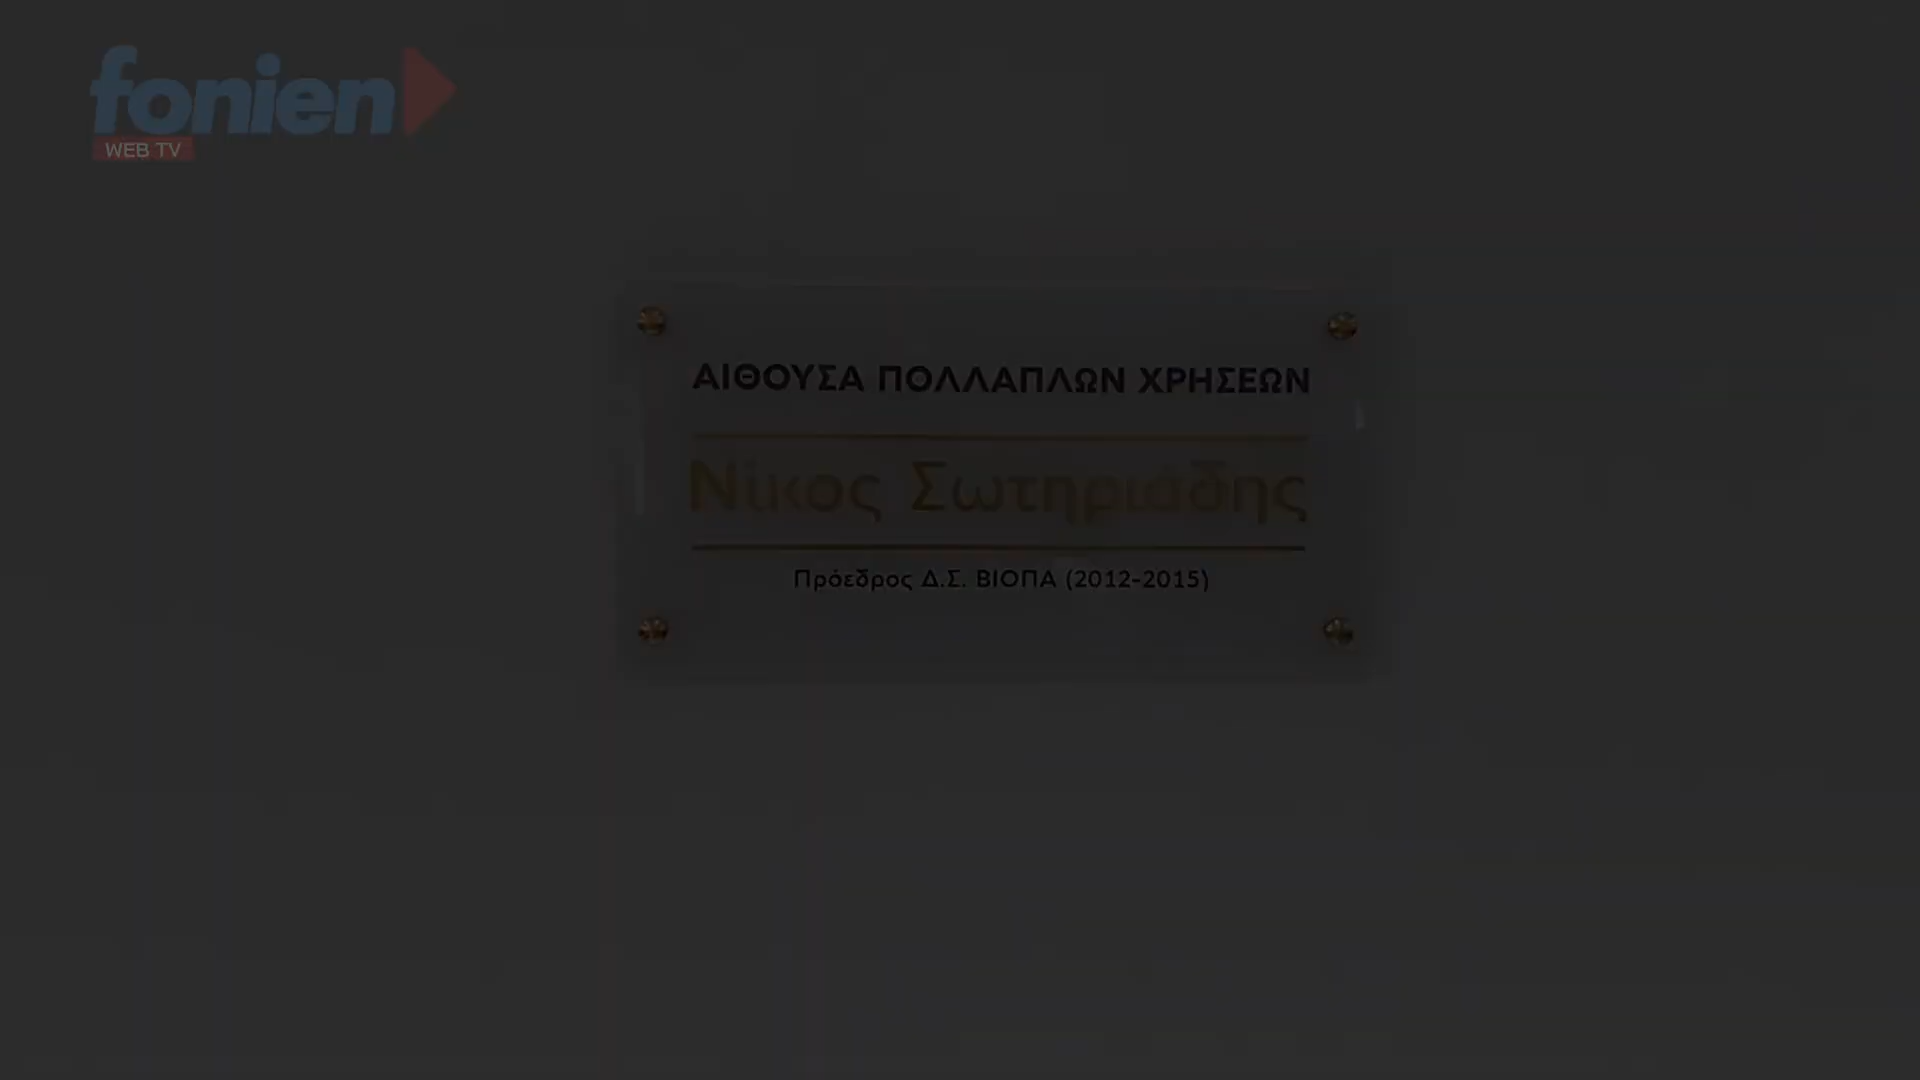 fonien
WEB TV
ΑΙΘΟΥΣΑ ΠΟΛΛΑΠΛΩΝ ΧΡΗΣΕΩΝ
Νίκος Σωτηριάδης
Πρόεδρος Δ.Σ. ΒΙΟΠΑ (2012-2015)